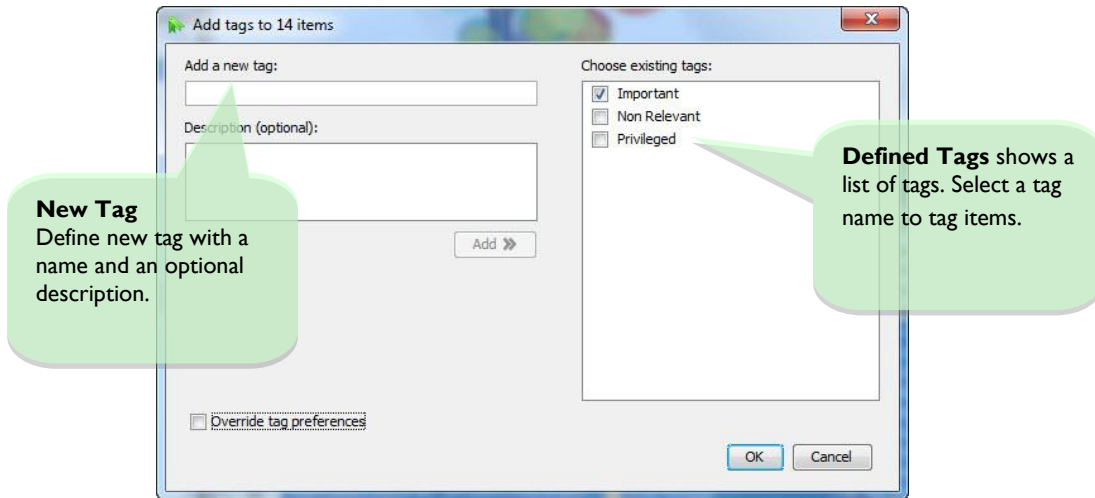 Add tags to 14 items
Add a new tag:
Description (optional):
Add
Override tag preferences
Choose existing tags:
Important
Non Relevant
Privileged
OK
Cancel
New Tag
Define new tag with a
name and an optional
description.
Defined Tags shows a
list of tags. Select a tag
name to tag items.